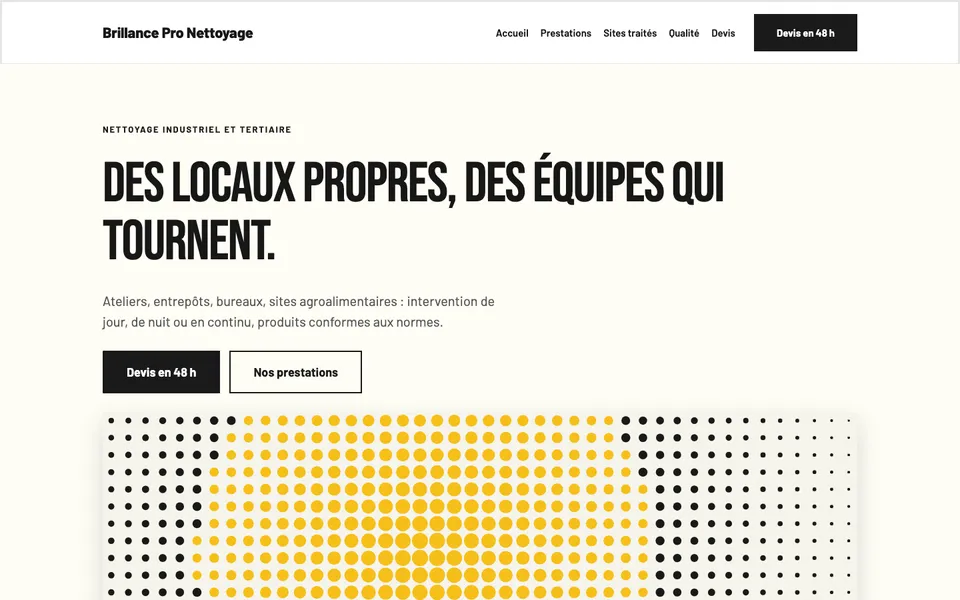 Brillance Pro Nettoyage
Accueil Prestations Sites traités Qualité Devis Devis en 48 h
NETTOYAGE INDUSTRIEL ET TERTIAIRE
DES LOCAUX PROPRES, DES ÉQUIPES QUI
TOURNENT.
Ateliers, entrepôts, bureaux, sites agroalimentaires : intervention de
jour, de nuit ou en continu, produits conformes aux normes.
Devis en 48 h Nos prestations